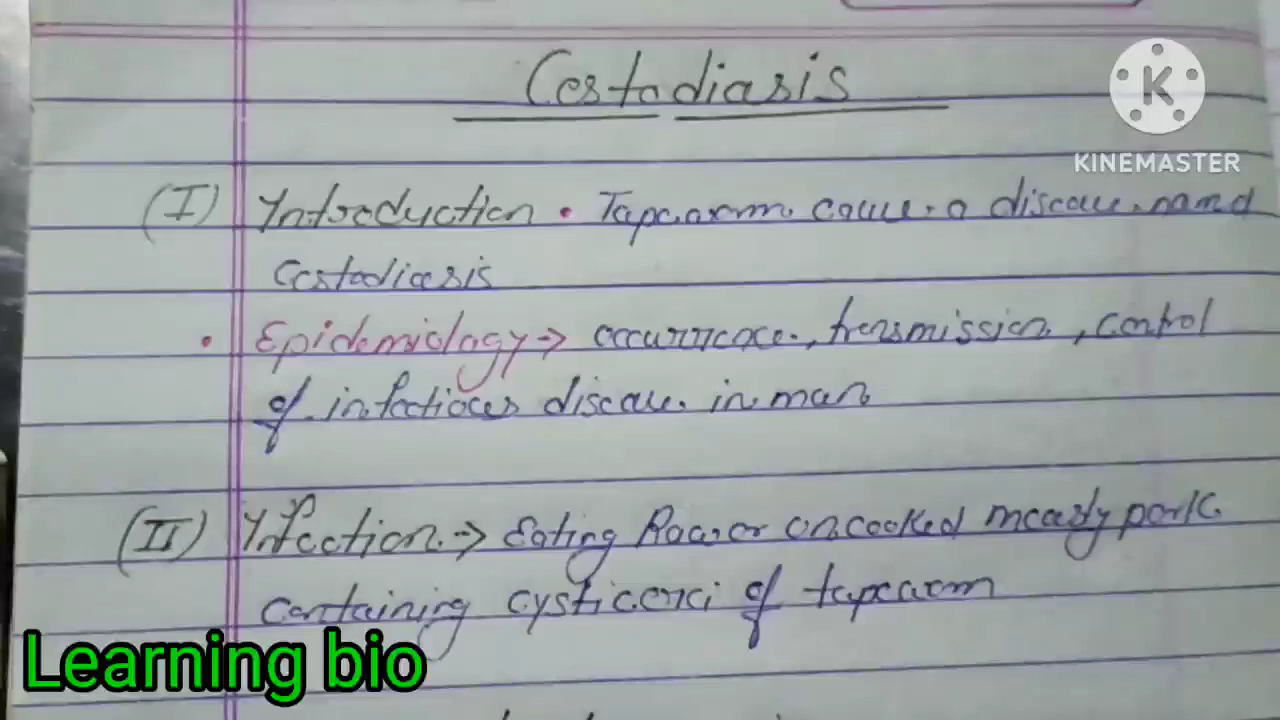 Cestodiasis
KINEMASTER
(I) Introduction • Tapeworm cause a disease named
Cestodiasis
• Epidemiology → occurrence, transmission, control
of infectious disease in man
(II) Infection → Eating Raw or uncooked measly pork
containing cysticerci of tapeworm
Learning bio